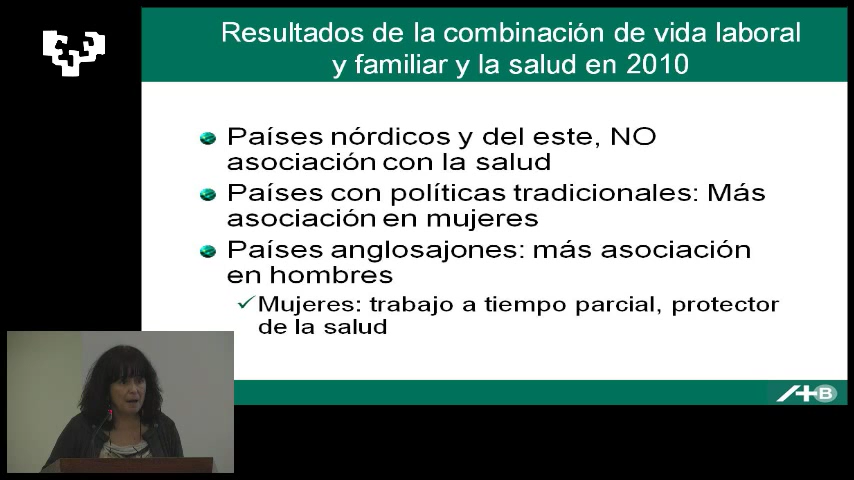 Resultados de la combinación de vida laboral
y familiar y la salud en 2010
Países nórdicos y del este, NO
asociación con la salud
Países con políticas tradicionales: Más
asociación en mujeres
Países anglosajones: más asociación
en hombres
Mujeres: trabajo a tiempo parcial, protector
de la salud
B